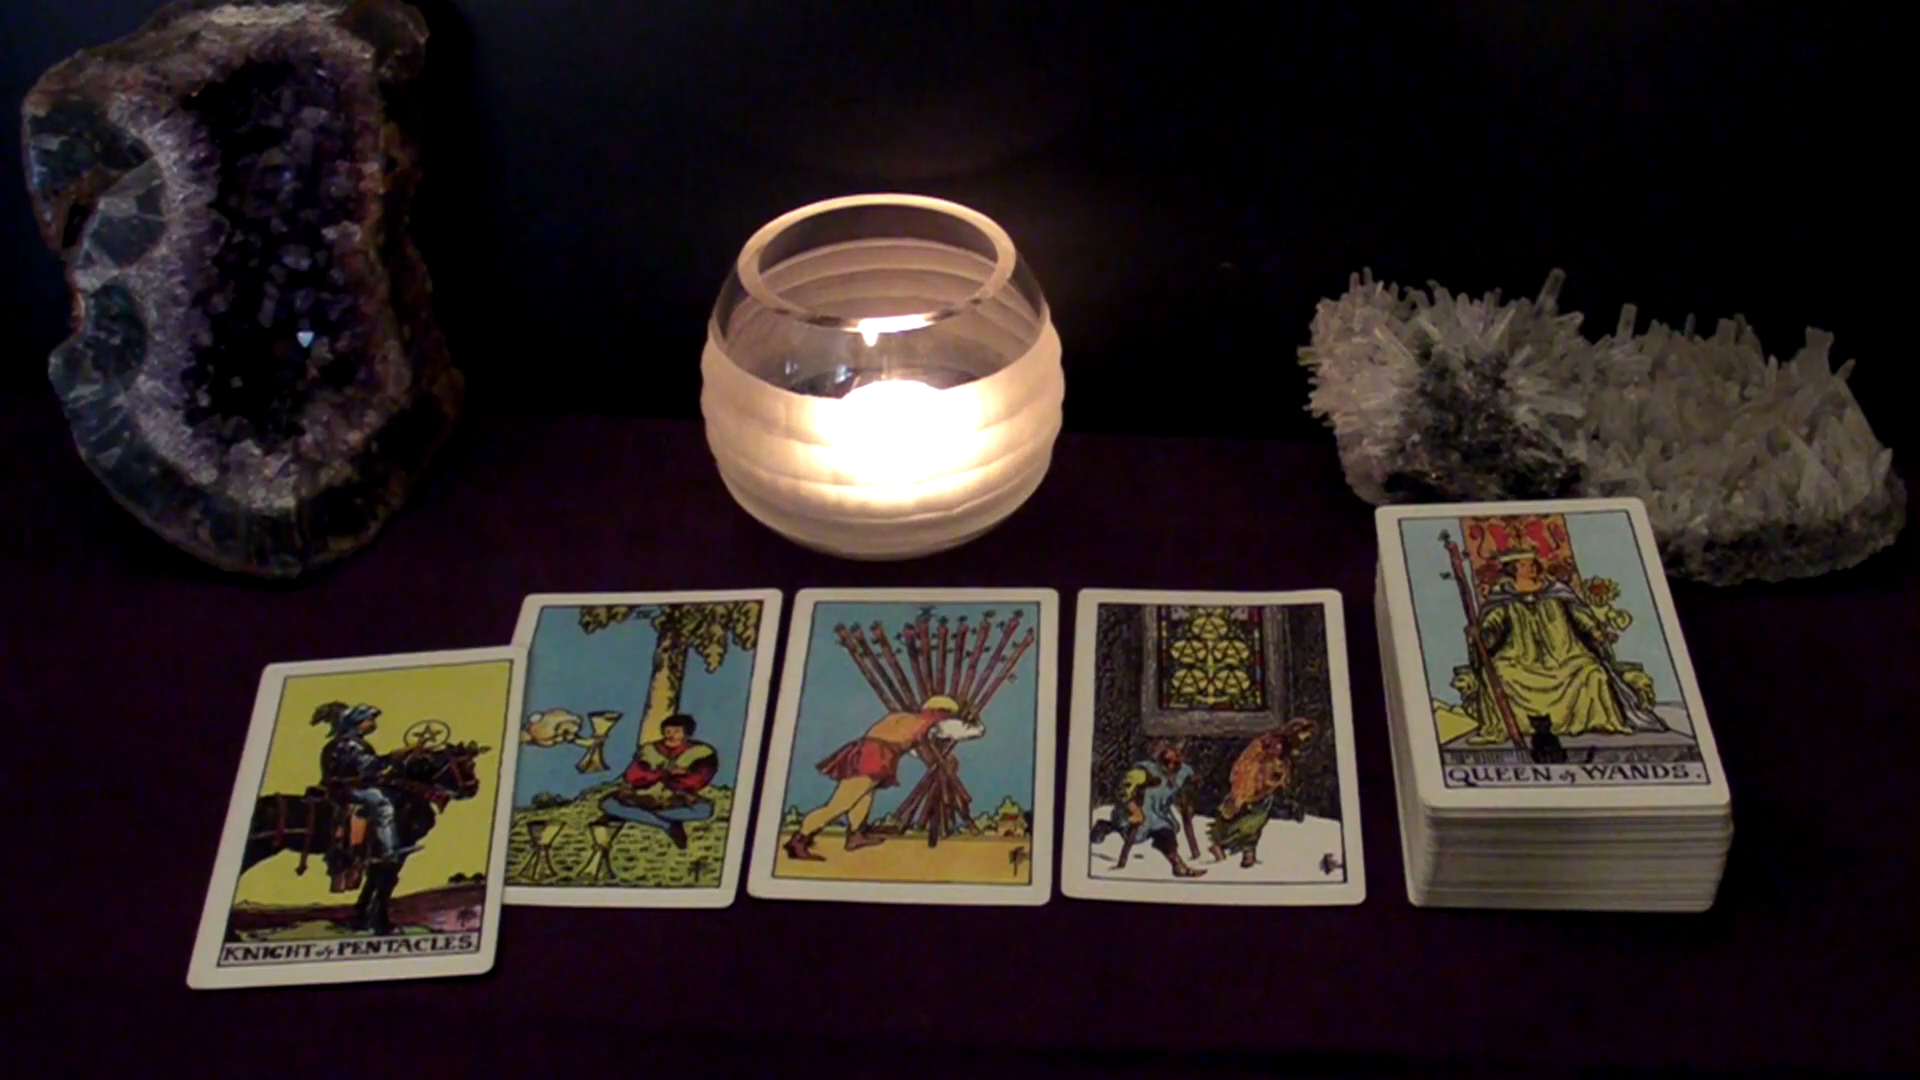 KNIGHT of PENTACLES.
QUEEN of WANDS.